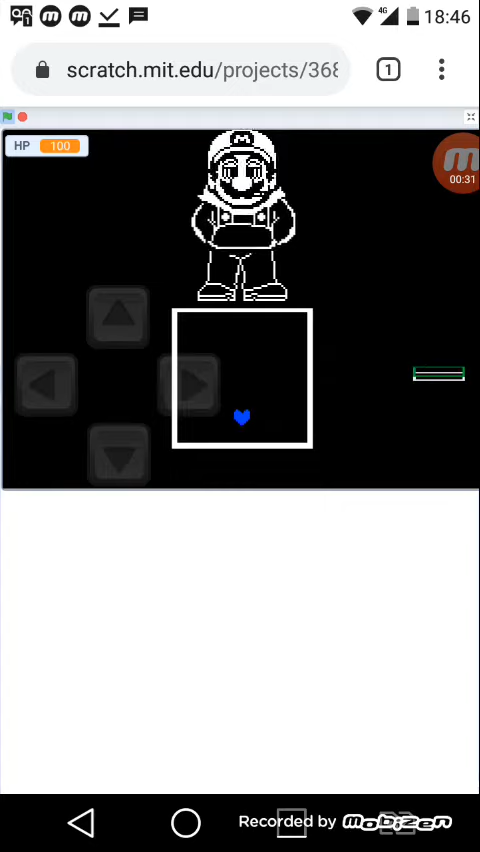 4G
18:46
scratch.mit.edu/projects/368
1
HP 100
M
00:31
Recorded by mobizen